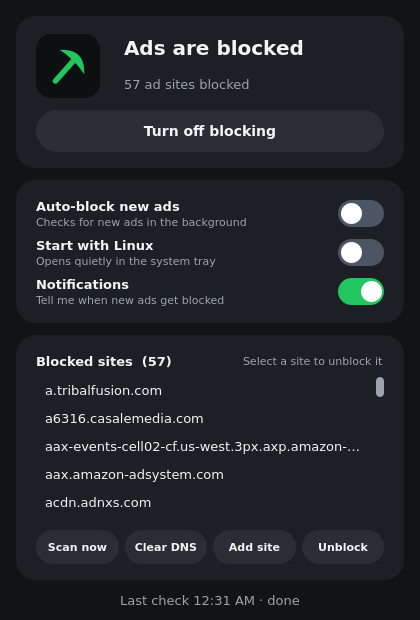 Ads are blocked
57 ad sites blocked
Turn off blocking
Auto-block new ads
Checks for new ads in the background
Start with Linux
Opens quietly in the system tray
Notifications
Tell me when new ads get blocked
Blocked sites (57)
Select a site to unblock it
a.tribalfusion.com
a6316.casalemedia.com
aax-events-cell02-cf.us-west.3px.axp.amazon-...
aax.amazon-adsystem.com
acdn.adnxs.com
Scan now
Clear DNS
Add site
Unblock
Last check 12:31 AM · done